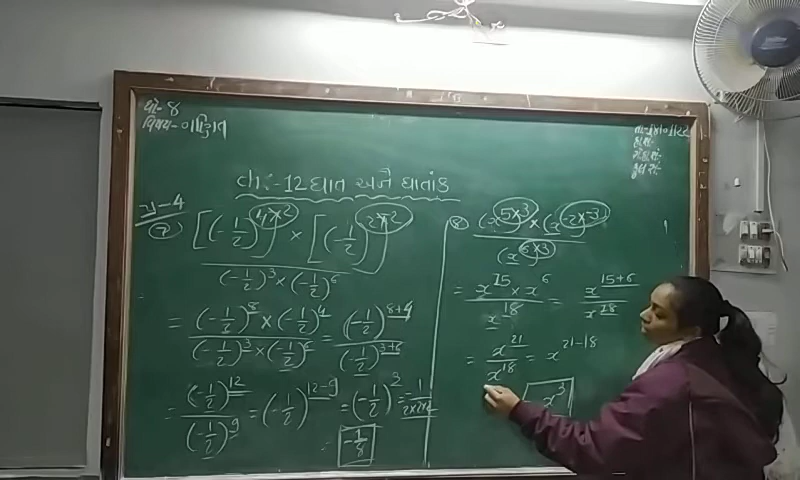 ધો-૮
વિષય-ગણિત
પાઠ-12 ઘાત અને ઘાતાંક
[(-1/2)^4×2] × [(-1/2)^2×2]
(-1/2)^3 × (-1/2)^6
= (-1/2)^8 × (-1/2)^4 / (-1/2)^3 × (-1/2)^6 = (-1/2)^8+4 / (-1/2)^3+6
= (-1/2)^12 / (-1/2)^9 = (-1/2)^12-9 = (-1/2)^3 = -1 / 2×2×2
= -1/8
(x^5×3) × (x^-2×-3)
(x^6×3)
= x^15 × x^6 / x^18 = x^15+6 / x^18
= x^21 / x^18 = x^21-18
x^3